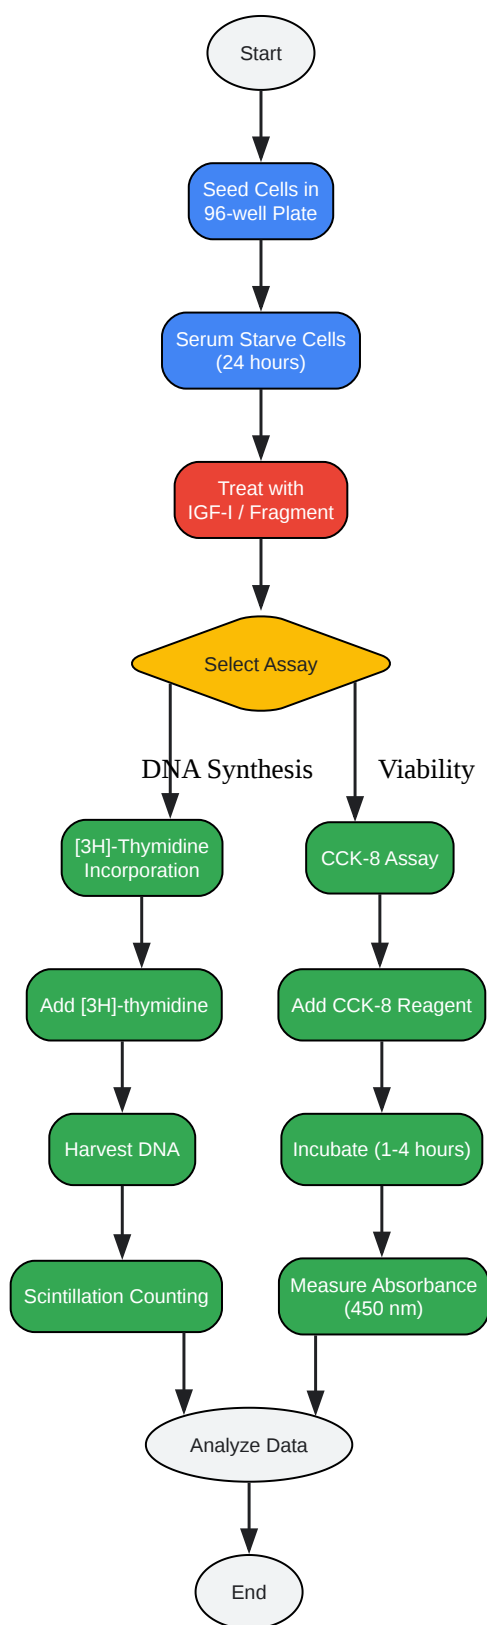 Start
Seed Cells in
96-well Plate
Serum Starve Cells
(24 hours)
Treat with
IGF-I / Fragment
Select Assay
DNA Synthesis
Viability
[3H]-Thymidine
Incorporation
CCK-8 Assay
Add [3H]-thymidine
Add CCK-8 Reagent
Harvest DNA
Incubate (1-4 hours)
Scintillation Counting
Measure Absorbance
(450 nm)
Analyze Data
End